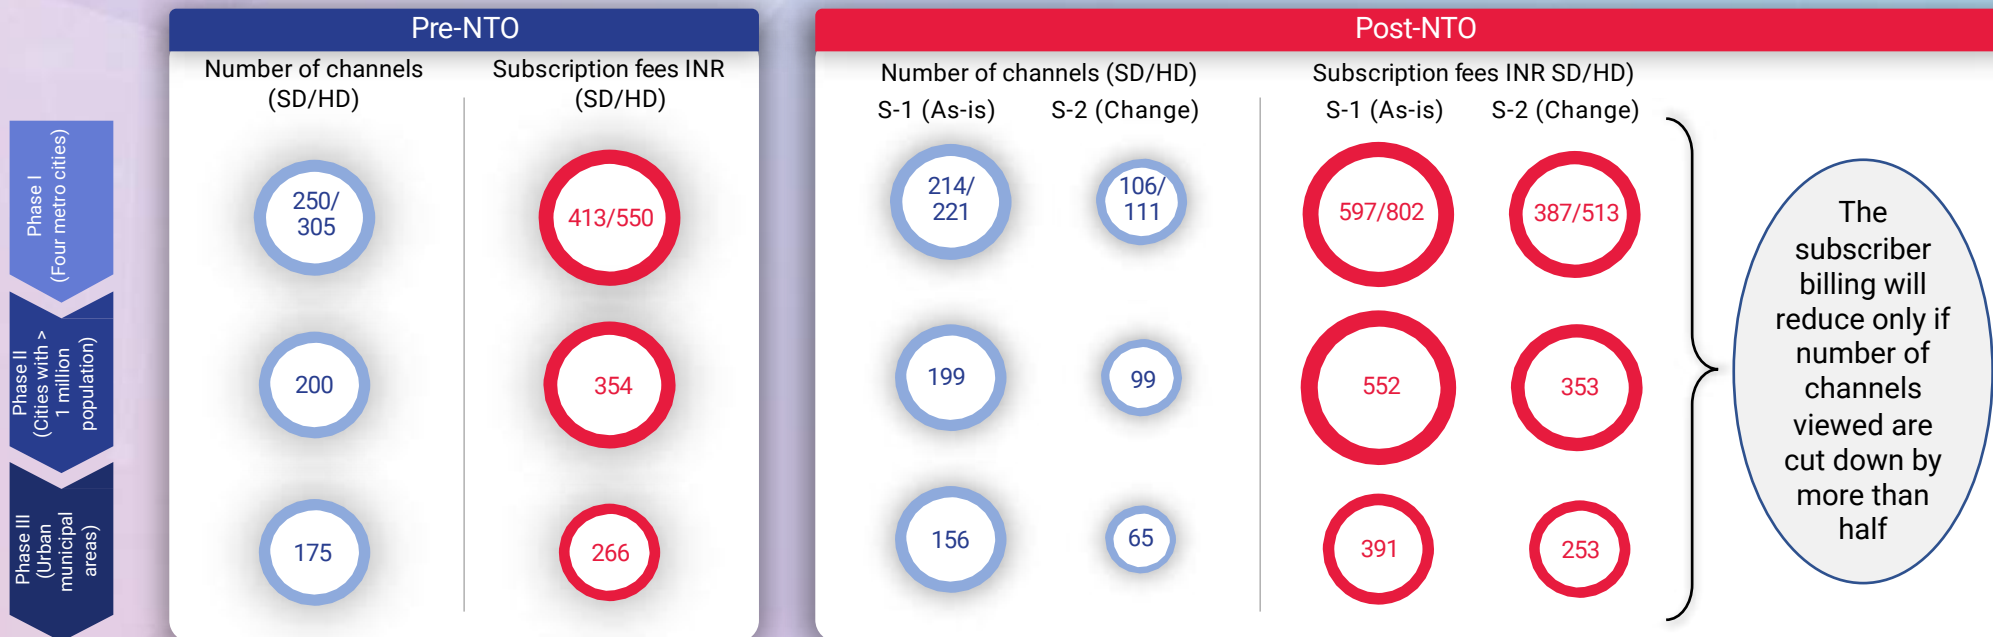 Pre-NTO
Number of channels
(SD/HD)
Subscription fees INR
(SD/HD)
Post-NTO
Number of channels (SD/HD)
S-1 (As-is)
S-2 (Change)
Subscription fees INR SD/HD)
S-1 (As-is)
S-2 (Change)
Phase I
(Four metro cities)
250/
305
413/550
214/
221
106/
111
597/802
387/513
Phase II
(Cities with >
1 million
population)
200
354
199
99
552
353
Phase III
(Urban
municipal
areas)
175
266
156
65
391
253
The
subscriber
billing will
reduce only if
number of
channels
viewed are
cut down by
more than
half